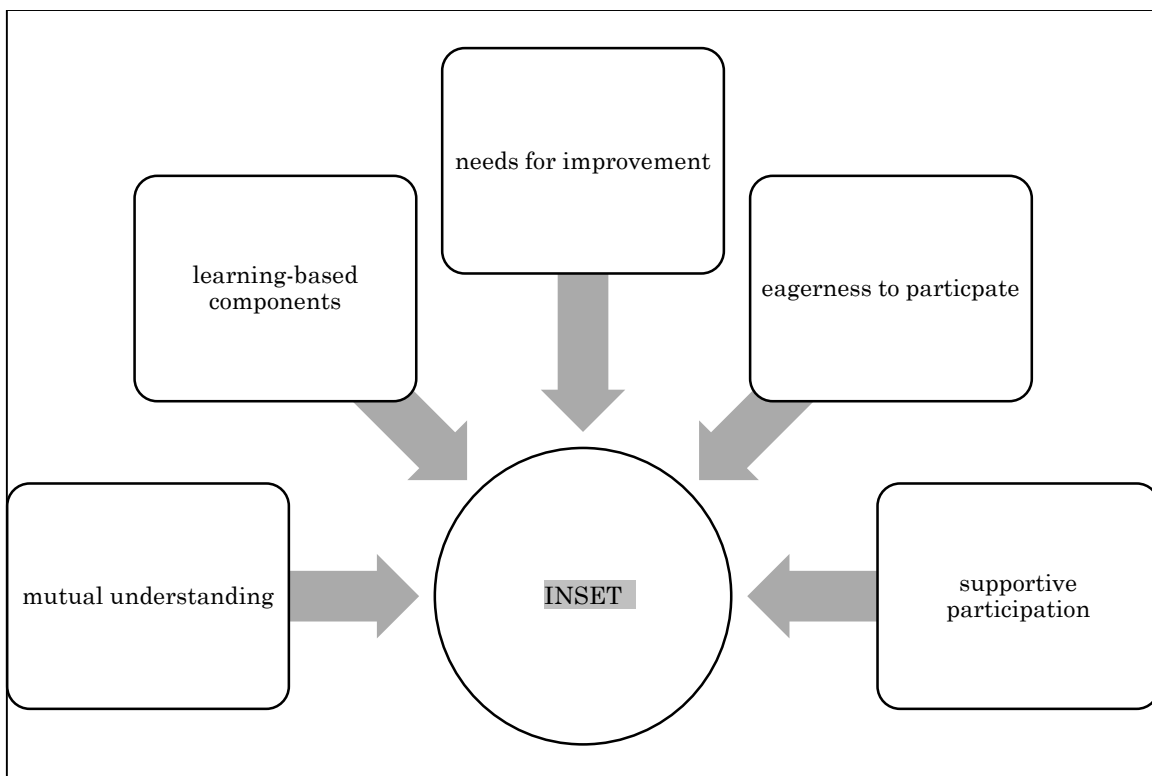 needs for improvement
learning-based
components
eagerness to particpate
mutual understanding
INSET
supportive
participation